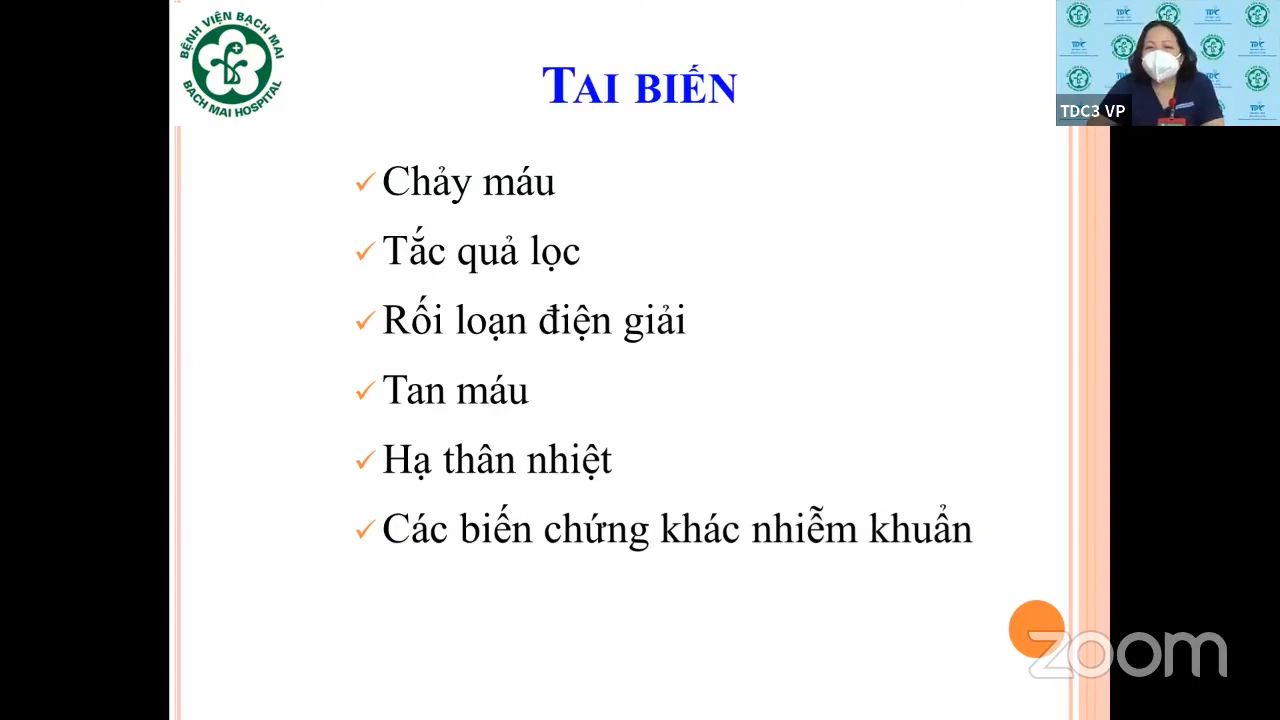 BỆNH VIỆN BẠCH MAI
BACH MAI HOSPITAL
TAI BIẾN
TDC3 VP
Chảy máu
Tắc quả lọc
Rối loạn điện giải
Tan máu
Hạ thân nhiệt
Các biến chứng khác nhiễm khuẩn
zoom